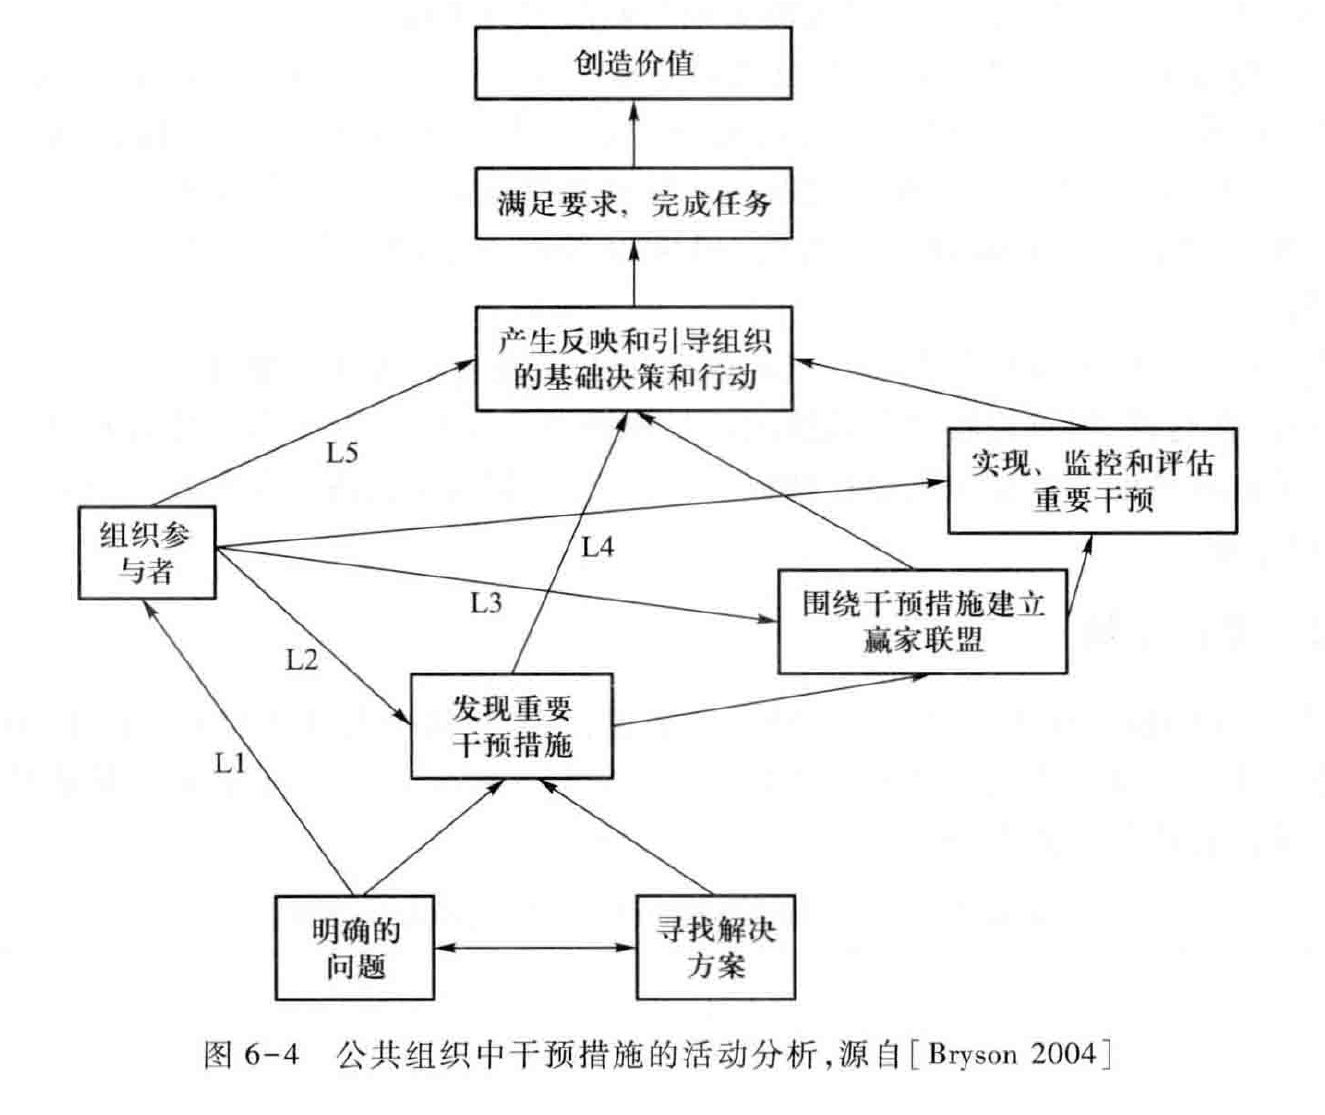 创造价值
满足要求，完成任务
产生反映和引导组织
的基础决策和行动
L5
实现、监控和评估
重要干预
组织参
与者
L4
围绕干预措施建立
赢家联盟
L3
L2
发现重要
干预措施
L1
明确的
问题
寻找解决
方案
图 6-4 公共组织中干预措施的活动分析,源自[Bryson 2004]